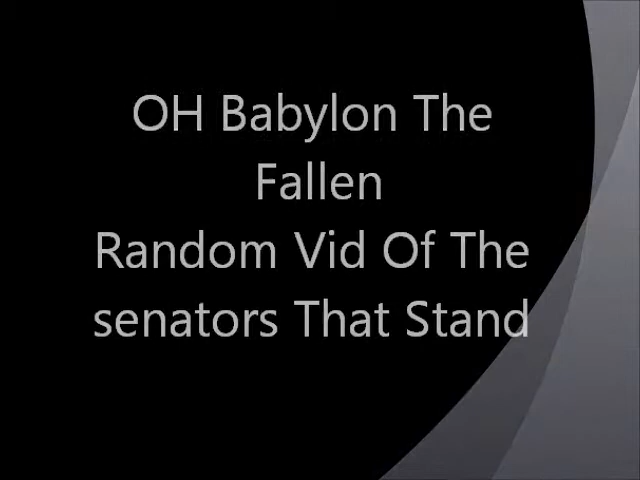 OH Babylon The
Fallen
Random Vid Of The
senators That Stand